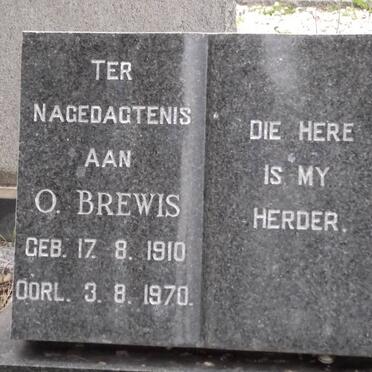 TER
NAGEDAGTENIS
AAN
O. BREWIS
GEB. 17. 8. 1910
OORL. 3. 8. 1970.
DIE HERE
IS MY
HERDER.